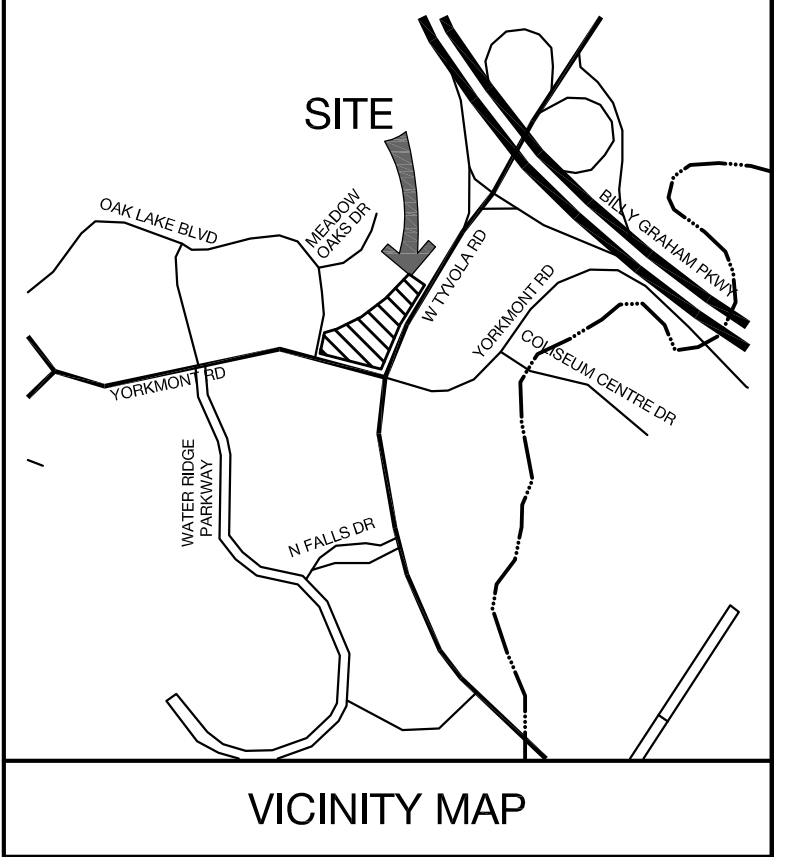 SITE
OAK LAKE BLVD
MEADOW
OAKS DR
BILLY GRAHAM PKWY
W TYVOLA RD
YORKMONT RD
COLISEUM CENTRE DR
YORKMONT RD
WATER RIDGE
PARKWAY
N FALLS DR
VICINITY MAP